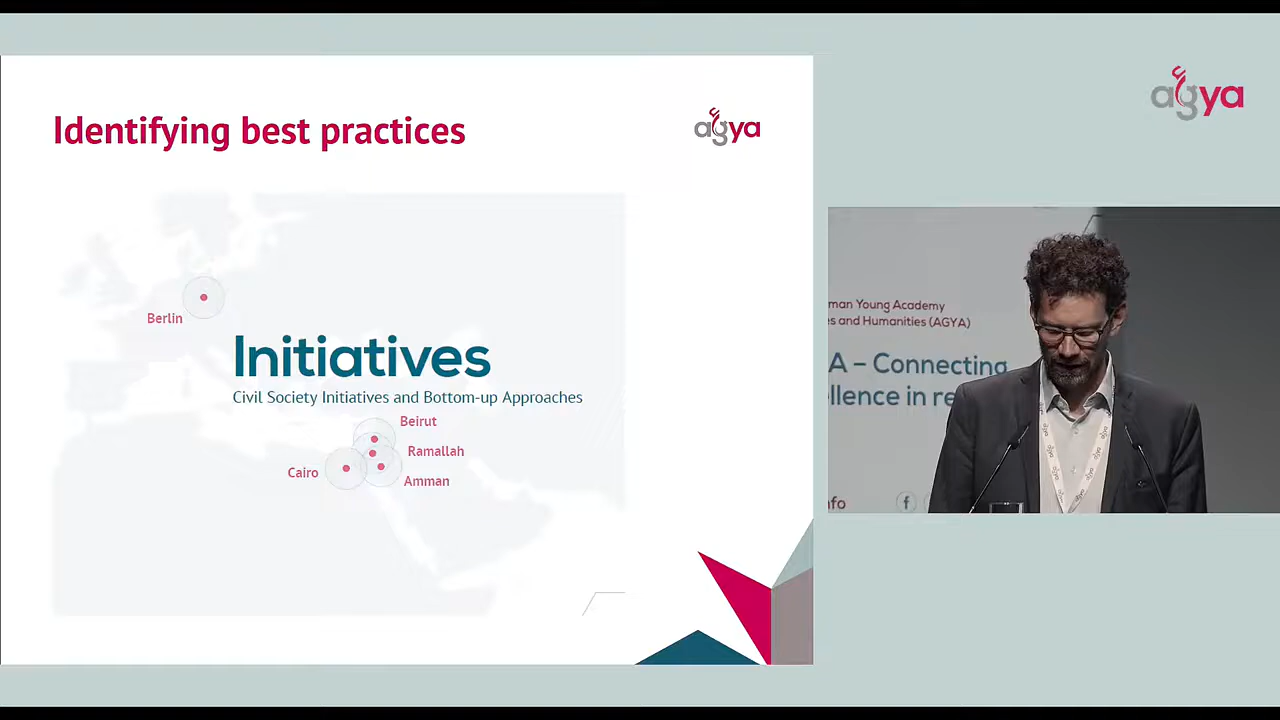 Identifying best practices
agya
Berlin
Initiatives
Civil Society Initiatives and Bottom-up Approaches
Beirut
Ramallah
Cairo
Amman
agya
man Young Academy
es and Humanities (AGYA)
A – Connecting
llence in re
nfo
f